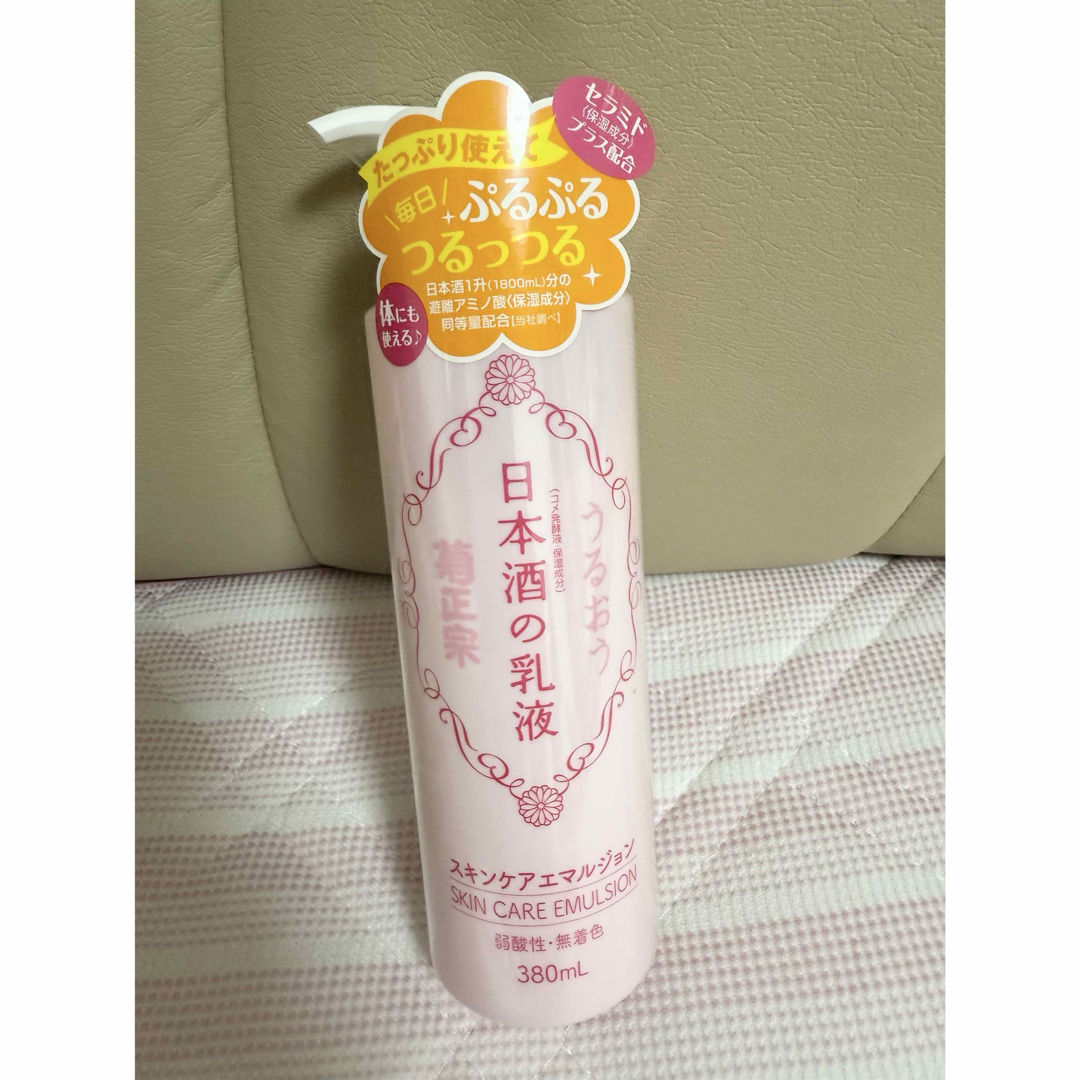 たっぷり使えて
セラミド
〈保湿成分〉
プラス配合
\毎日/
ぷるぷる
つるっつる
日本酒1升(1800mL)分の
遊離アミノ酸〈保湿成分〉
同等量配合[当社調べ]
体にも
使える♪
うるおう
(コメ発酵液・保湿成分)
日本酒の乳液
菊正宗
スキンケアエマルジョン
SKIN CARE EMULSION
弱酸性・無着色
380mL